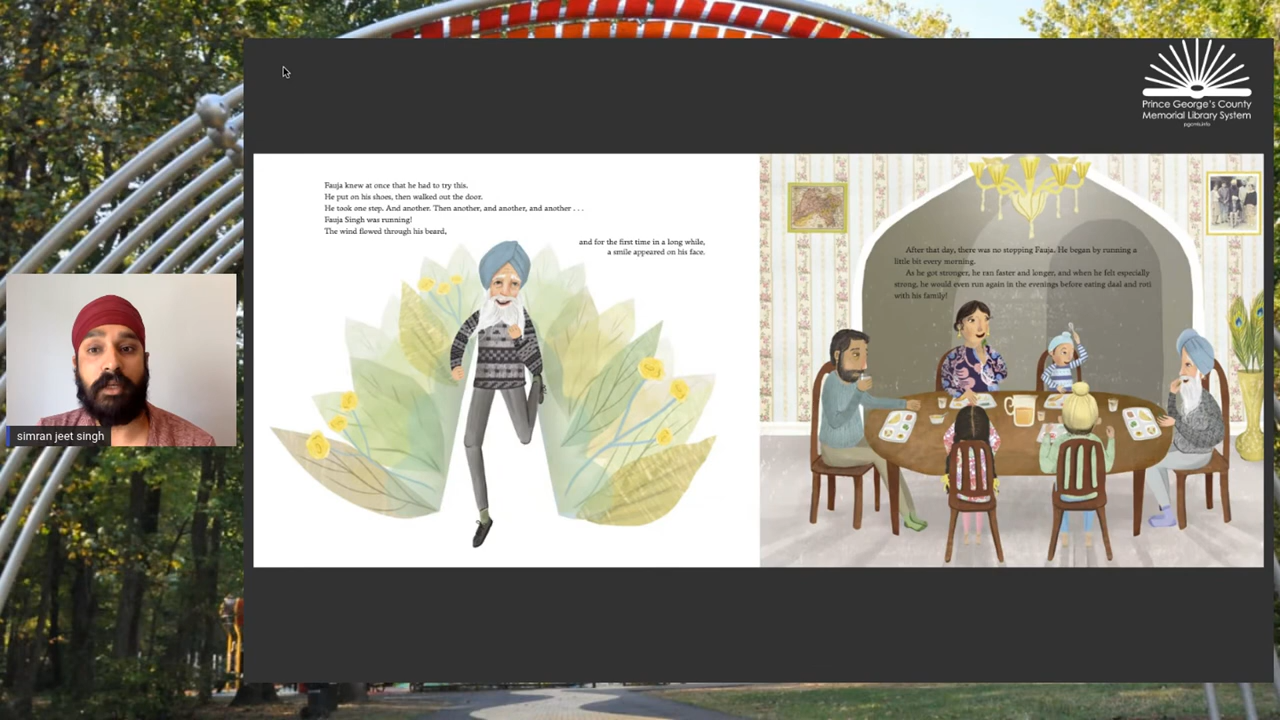 Prince George's County
Memorial Library System
pgcmls.info
Fauja knew at once that he had to try this.
He put on his shoes, then walked out the door.
He took one step. And another. Then another, and another, and another . . .
Fauja Singh was running!
The wind flowed through his beard,
and for the first time in a long while,
a smile appeared on his face.
After that day, there was no stopping Fauja. He began by running a
little bit every morning.
As he got stronger, he ran faster and longer, and when he felt especially
strong, he would even run again in the evenings before eating daal and roti
with his family!
simran jeet singh